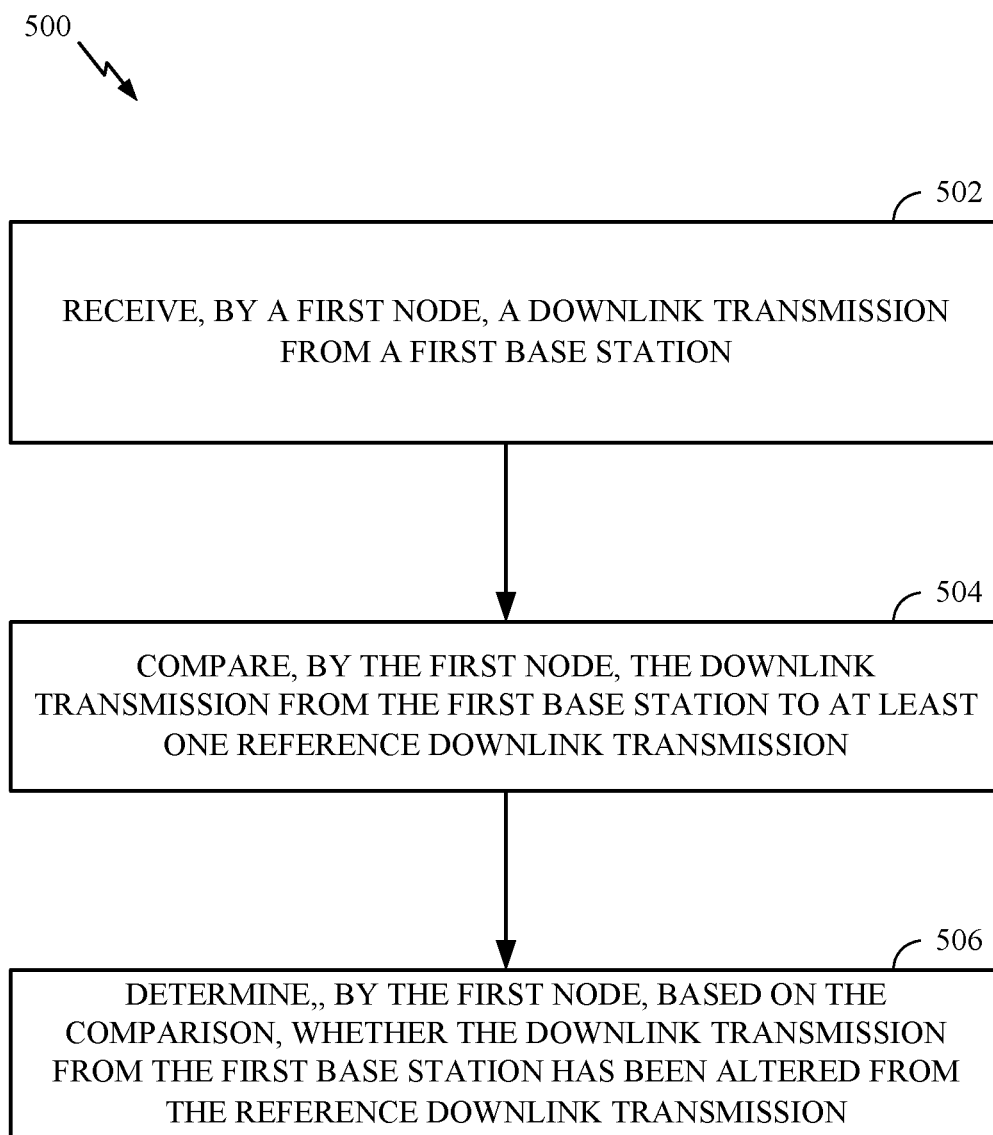 500
502
RECEIVE, BY A FIRST NODE, A DOWNLINK TRANSMISSION
FROM A FIRST BASE STATION
504
COMPARE, BY THE FIRST NODE, THE DOWNLINK
TRANSMISSION FROM THE FIRST BASE STATION TO AT LEAST
ONE REFERENCE DOWNLINK TRANSMISSION
506
DETERMINE,, BY THE FIRST NODE, BASED ON THE
COMPARISON, WHETHER THE DOWNLINK TRANSMISSION
FROM THE FIRST BASE STATION HAS BEEN ALTERED FROM
THE REFERENCE DOWNLINK TRANSMISSION